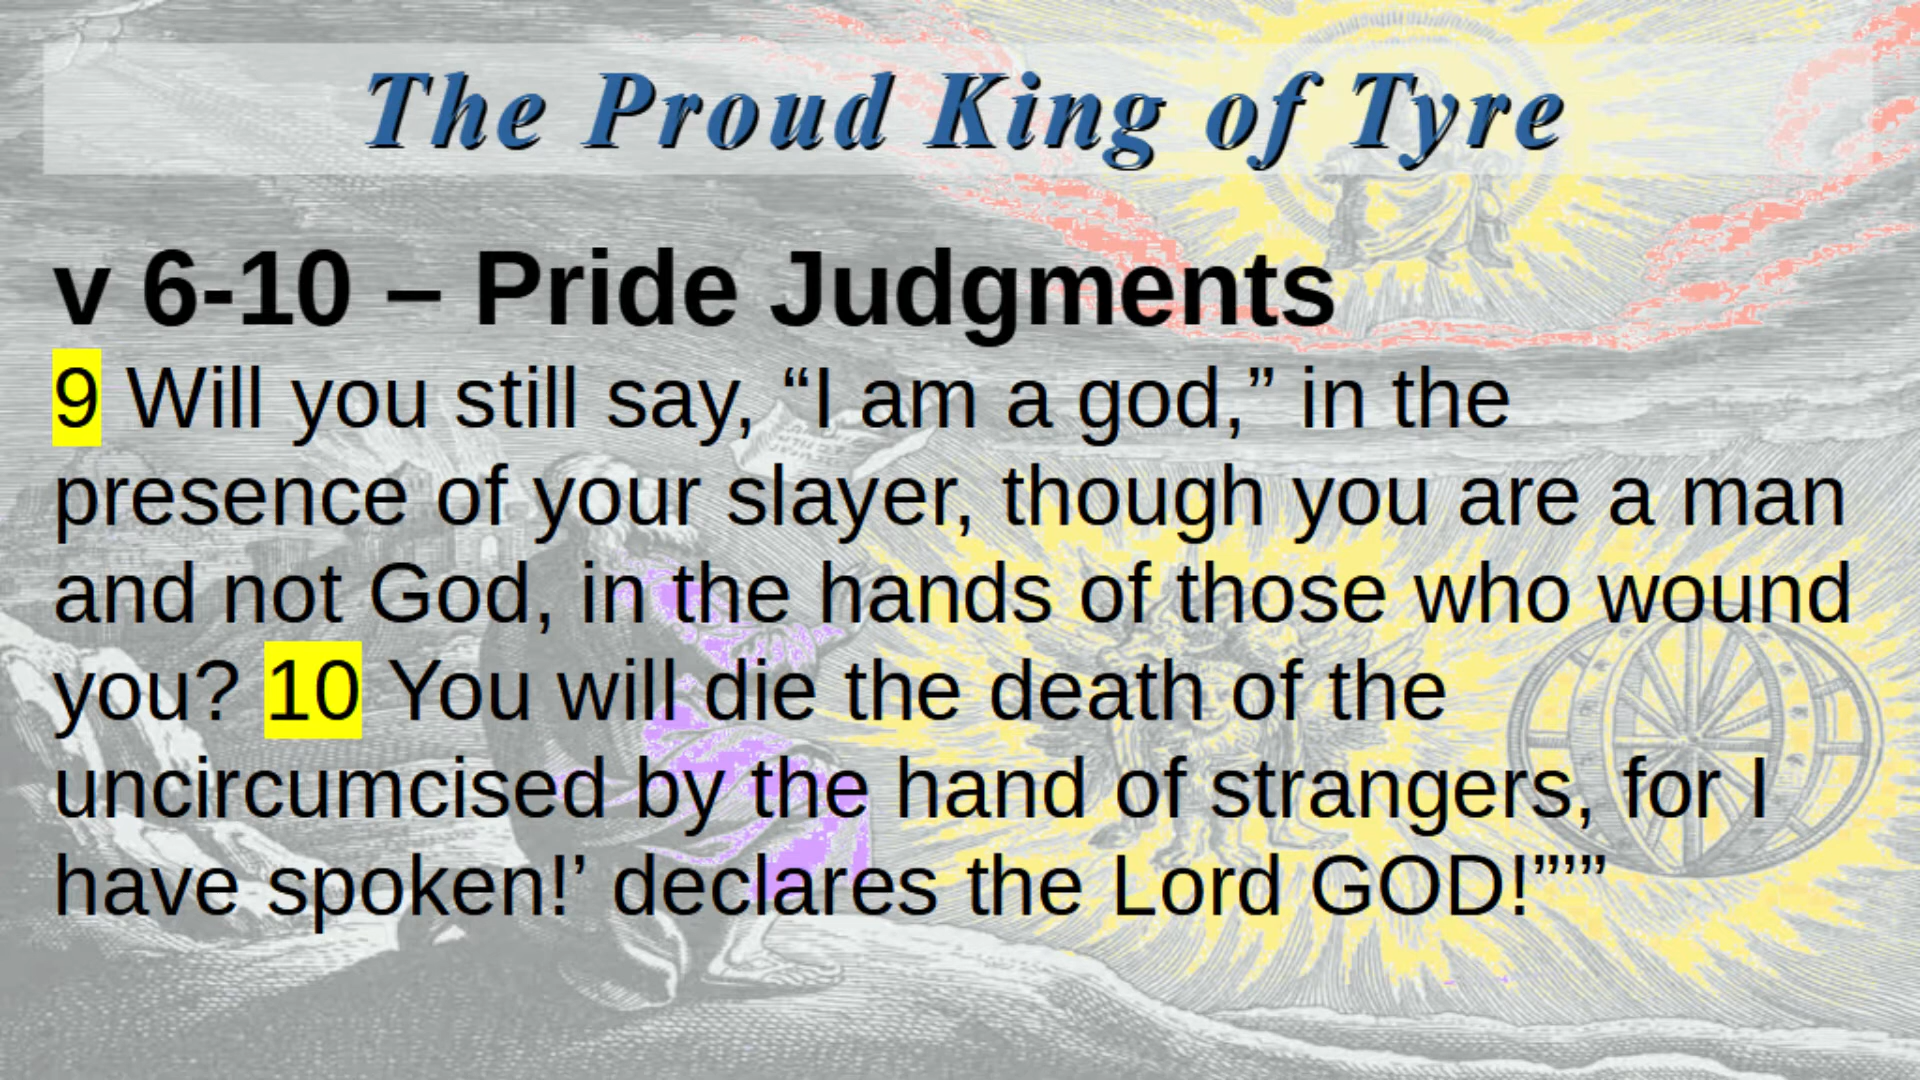 The Proud King of Tyre
v 6-10 – Pride Judgments
9 Will you still say, “I am a god,” in the
presence of your slayer, though you are a man
and not God, in the hands of those who wound
you? 10 You will die the death of the
uncircumcised by the hand of strangers, for I
have spoken!’ declares the Lord GOD!”’”